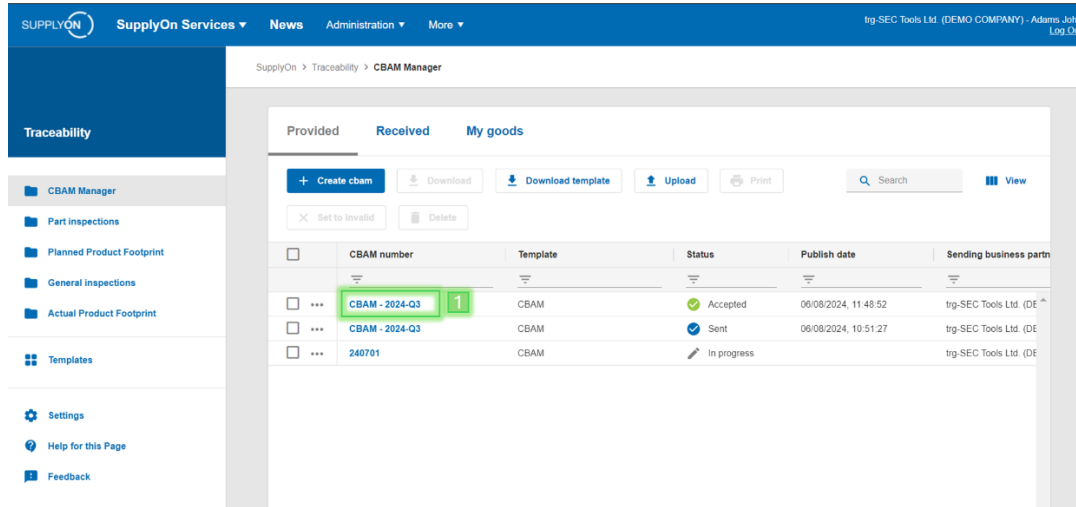 SUPPLYON SupplyOn Services ▾ News Administration ▾ More ▾
trg-SEC Tools Ltd. (DEMO COMPANY) - Adams Joh
Log Ou
SupplyOn > Traceability > CBAM Manager
Traceability
CBAM Manager
Part inspections
Planned Product Footprint
General inspections
Actual Product Footprint
Templates
Settings
Help for this Page
Feedback
Provided Received My goods
+ Create cbam Download Download template Upload Print Search View
Set to invalid Delete
CBAM number Template Status Publish date Sending business partn
CBAM - 2024-Q3 1 CBAM Accepted 06/08/2024, 11:48:52 trg-SEC Tools Ltd. (DE
CBAM - 2024-Q3 CBAM Sent 06/08/2024, 10:51:27 trg-SEC Tools Ltd. (DE
240701 CBAM In progress trg-SEC Tools Ltd. (DE